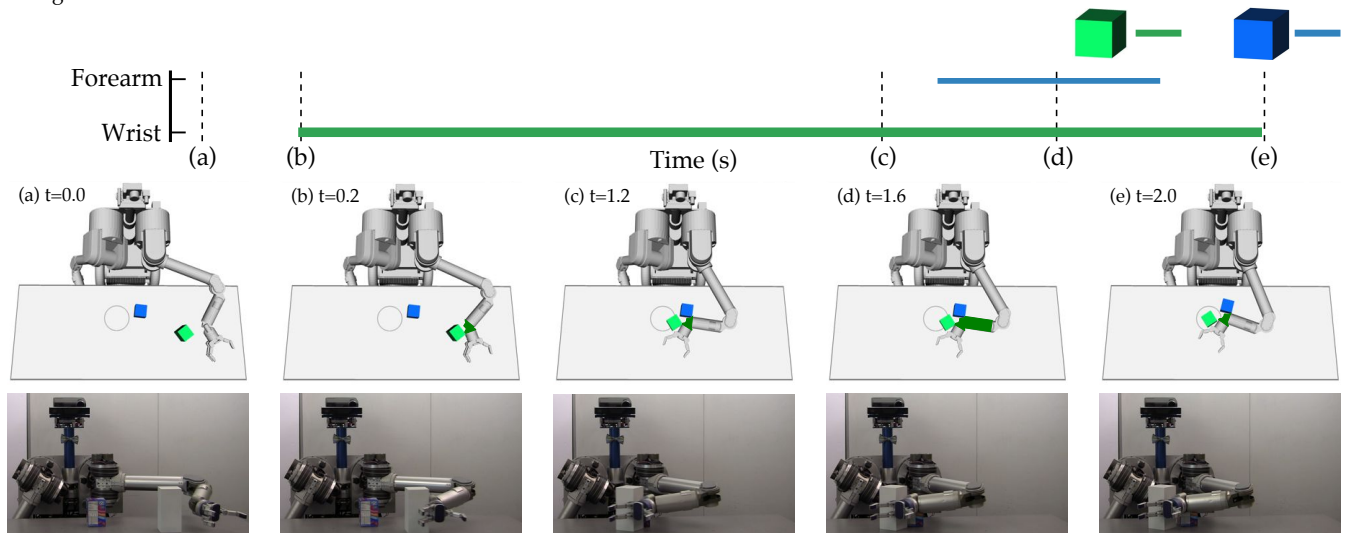 Forearm
Wrist
(a)
(b)
Time (s)
(c)
(d)
(e)
(a) t=0.0
(b) t=0.2
(c) t=1.2
(d) t=1.6
(e) t=2.0